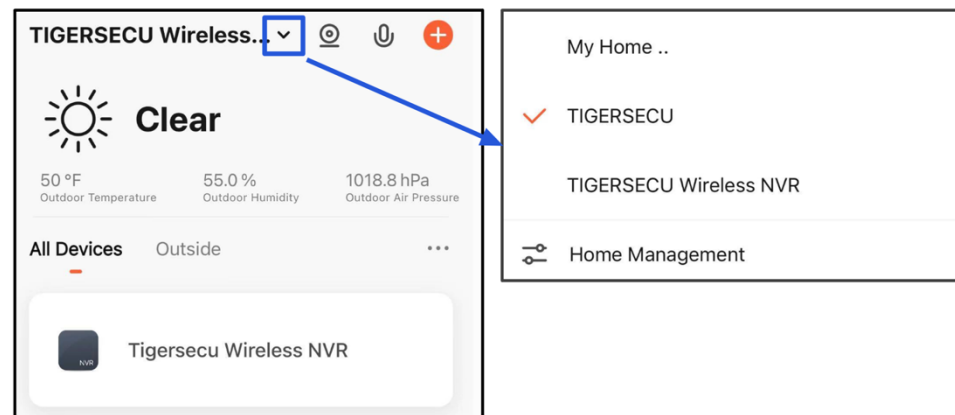 TIGERSECU Wireless...
Clear
50 °F
55.0 %
1018.8 hPa
Outdoor Temperature
Outdoor Humidity
Outdoor Air Pressure
All Devices
Outside
NVR
Tigersecu Wireless NVR
My Home ..
TIGERSECU
TIGERSECU Wireless NVR
Home Management